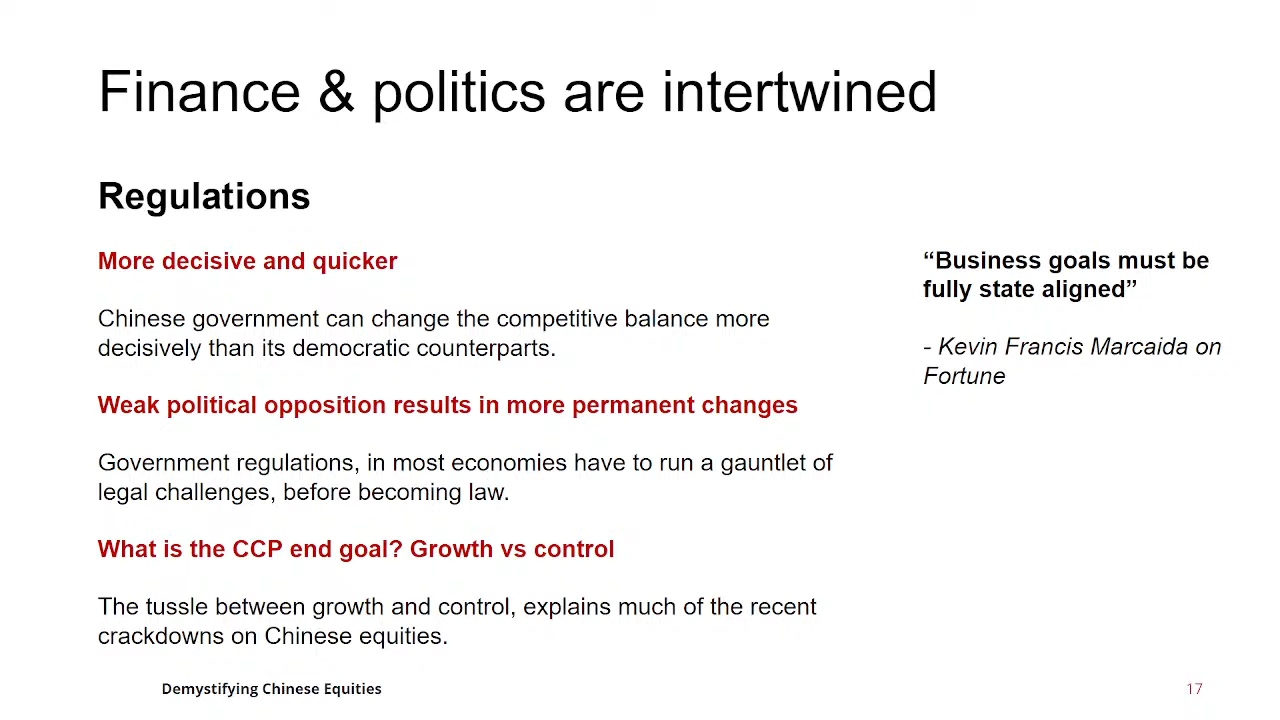 Finance & politics are intertwined
Regulations
More decisive and quicker
Chinese government can change the competitive balance more
decisively than its democratic counterparts.
Weak political opposition results in more permanent changes
Government regulations, in most economies have to run a gauntlet of
legal challenges, before becoming law.
What is the CCP end goal? Growth vs control
The tussle between growth and control, explains much of the recent
crackdowns on Chinese equities.
“Business goals must be
fully state aligned”
- Kevin Francis Marcaida on
Fortune
Demystifying Chinese Equities
17